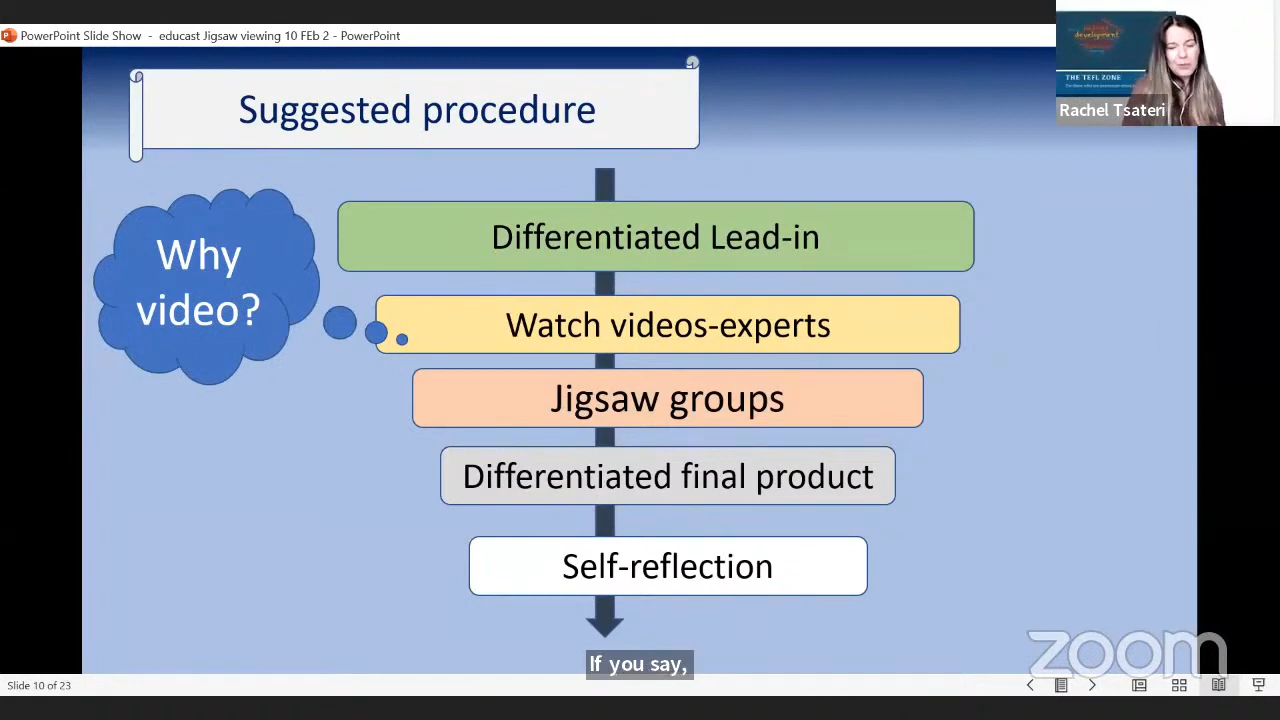 PowerPoint Slide Show - educast Jigsaw viewing 10 FEb 2 - PowerPoint
development
THE TEFL ZONE
Rachel Tsateri
Suggested procedure
Why
video?
Differentiated Lead-in
Watch videos-experts
Jigsaw groups
Differentiated final product
Self-reflection
If you say,
zoom
Slide 10 of 23